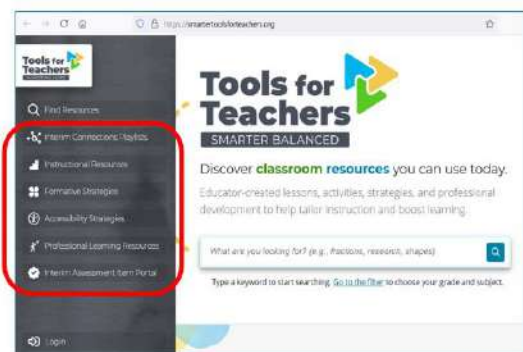 https://smartertoolsforteachers.org
Tools for
Teachers
Find Resources
Interim Connections Playlists
Instructional Resources
Formative Strategies
Accessibility Strategies
Professional Learning Resources
Interim Assessment Item Portal
Login
Tools for
Teachers
SMARTER BALANCED
Discover classroom resources you can use today.
Educator-created lessons, activities, strategies, and professional
development to help tailor instruction and boost learning.
What are you looking for? (e.g., fractions, research, shapes)
Type a keyword to start searching. Go to the filter to choose your grade and subject.